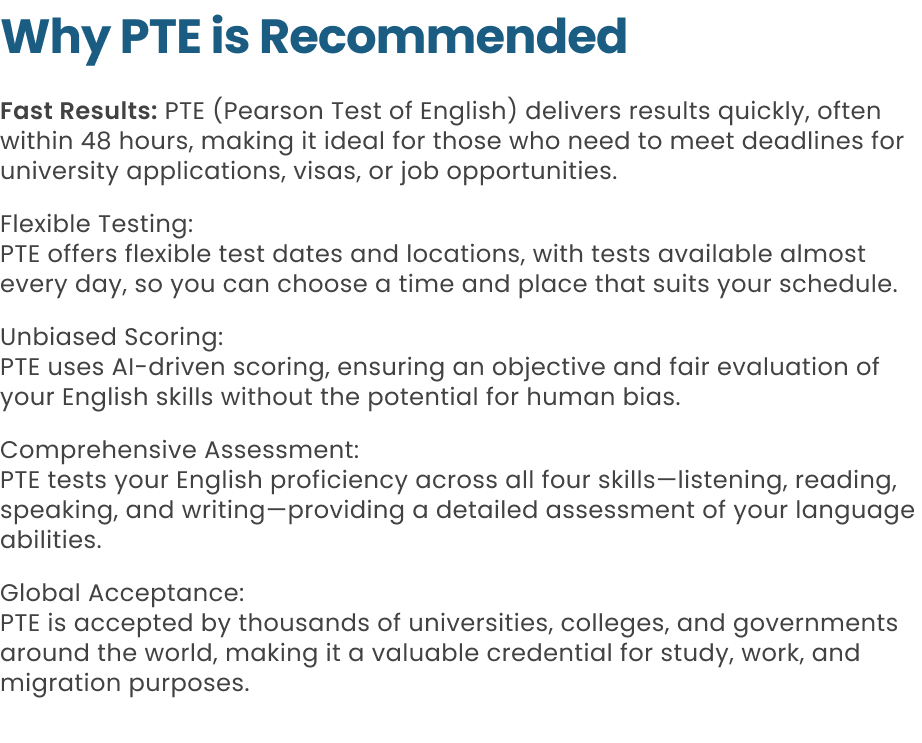 Why PTE is Recommended
Fast Results: PTE (Pearson Test of English) delivers results quickly, often
within 48 hours, making it ideal for those who need to meet deadlines for
university applications, visas, or job opportunities.
Flexible Testing:
PTE offers flexible test dates and locations, with tests available almost
every day, so you can choose a time and place that suits your schedule.
Unbiased Scoring:
PTE uses AI-driven scoring, ensuring an objective and fair evaluation of
your English skills without the potential for human bias.
Comprehensive Assessment:
PTE tests your English proficiency across all four skills—listening, reading,
speaking, and writing—providing a detailed assessment of your language
abilities.
Global Acceptance:
PTE is accepted by thousands of universities, colleges, and governments
around the world, making it a valuable credential for study, work, and
migration purposes.